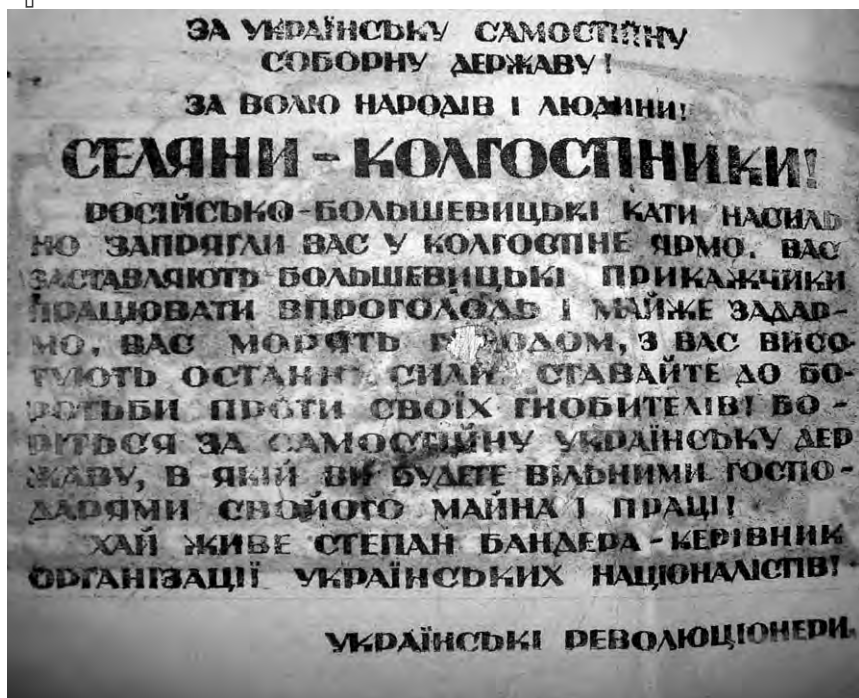 ЗА УКРАЇНСЬКУ САМОСТІЙНУ
СОБОРНУ ДЕРЖАВУ!
ЗА ВОЛЮ НАРОДІВ І ЛЮДИНИ!
СЕЛЯНИ - КОЛГОСПНИКИ!
РОСІЙСЬКО-БОЛЬШЕВИЦЬКІ КАТИ НАСИЛЬ
НО ЗАПРЯГЛИ ВАС У КОЛГОСПНЕ ЯРМО. ВАС
ЗАСТАВЛЯЮТЬ БОЛЬШЕВИЦЬКІ ПРИКАЖЧИКИ
ПРАЦЮВАТИ ВПРОГОЛОДЬ І МАЙЖЕ ЗАДАР-
МО, ВАС МОРЯТЬ ГОЛОДОМ, З ВАС ВИСО-
ТУЮТЬ ОСТАННІ СИЛИ. СТАВАЙТЕ ДО БО-
РОТЬБИ ПРОТИ СВОЇХ ГНОБИТЕЛІВ! БО-
РІТЬСЯ ЗА САМОСТІЙНУ УКРАЇНСЬКУ ДЕР
ЖАВУ, В ЯКІЙ ВИ БУДЕТЕ ВІЛЬНИМИ ГОСПО-
ДАРЯМИ СВОЙОГО МАЙНА І ПРАЦІ!
ХАЙ ЖИВЕ СТЕПАН БАНДЕРА - КЕРІВНИК
ОРГАНІЗАЦІЇ УКРАЇНСЬКИХ НАЦІОНАЛІСТІВ!
УКРАЇНСЬКІ РЕВОЛЮЦІОНЕРИ.